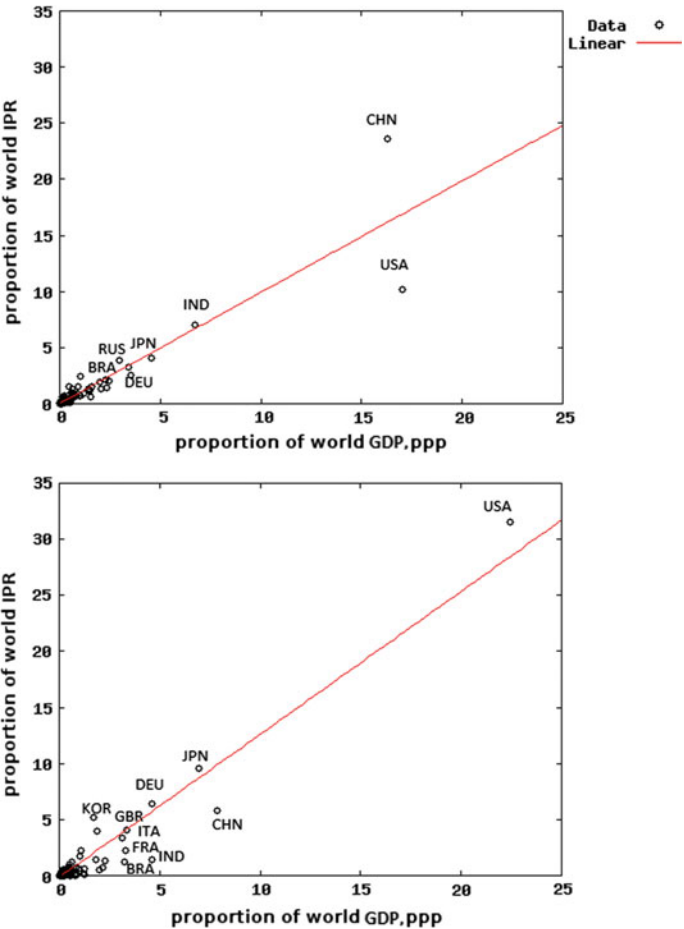 35
30
25
20
15
10
5
0
proportion of world IPR
CHN
USA
IND
RUS JPN
BRA
DEU
0 5 10 15 20 25
proportion of world GDP,ppp
Data
Linear
35
30
25
20
15
10
5
0
proportion of world IPR
USA
JPN
DEU
KOR
GBR
CHN
ITA
FRA
IND
BRA
0 5 10 15 20 25
proportion of world GDP,ppp